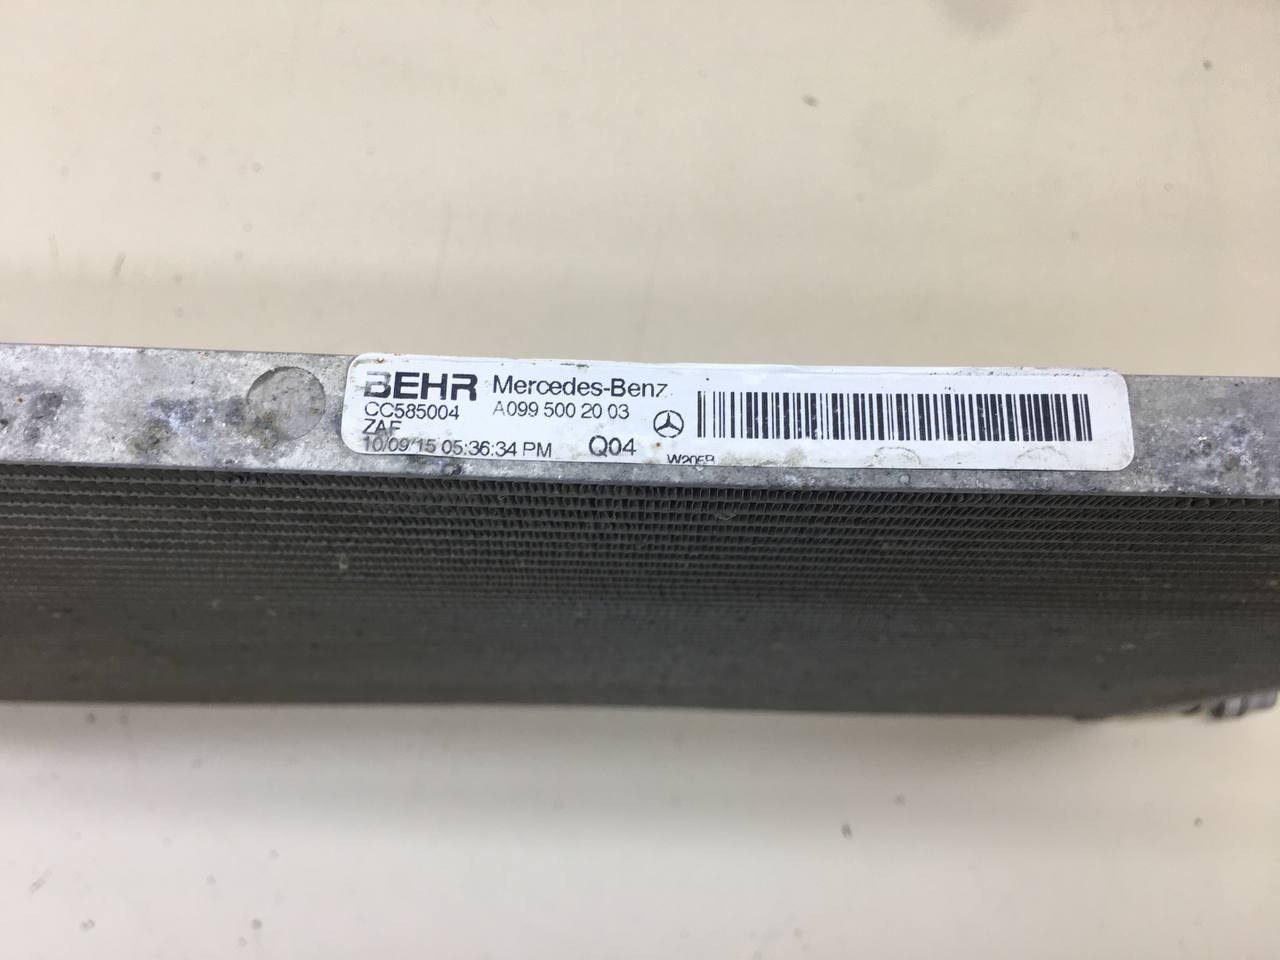 BEHR Mercedes-Benz
CC585004 A099 500 20 03
ZAF
10/09/15 05:36:34 PM Q04
W205B